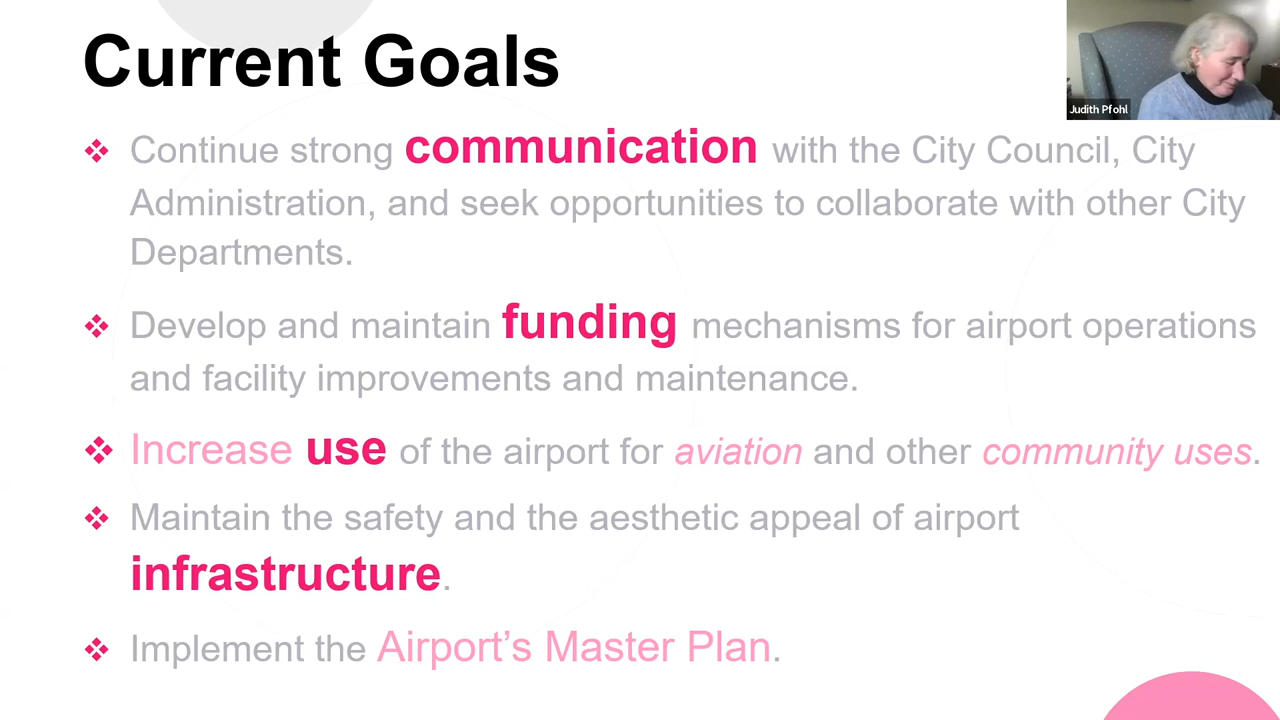 Current Goals
Judith Pfohl
Continue strong communication with the City Council, City
Administration, and seek opportunities to collaborate with other City
Departments.
Develop and maintain funding mechanisms for airport operations
and facility improvements and maintenance.
Increase use of the airport for aviation and other community uses.
Maintain the safety and the aesthetic appeal of airport
infrastructure.
Implement the Airport’s Master Plan.